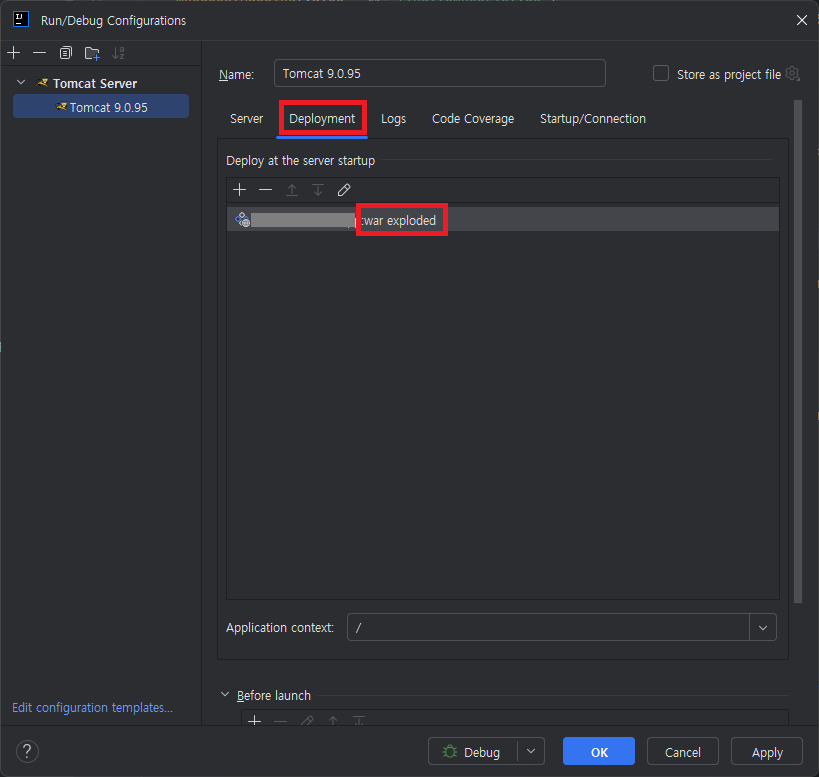 Run/Debug Configurations
Tomcat Server
Tomcat 9.0.95
Name:
Tomcat 9.0.95
Store as project file
Server
Deployment
Logs
Code Coverage
Startup/Connection
Deploy at the server startup
:war exploded
Application context:
/
Before launch
Edit configuration templates...
?
Debug
OK
Cancel
Apply